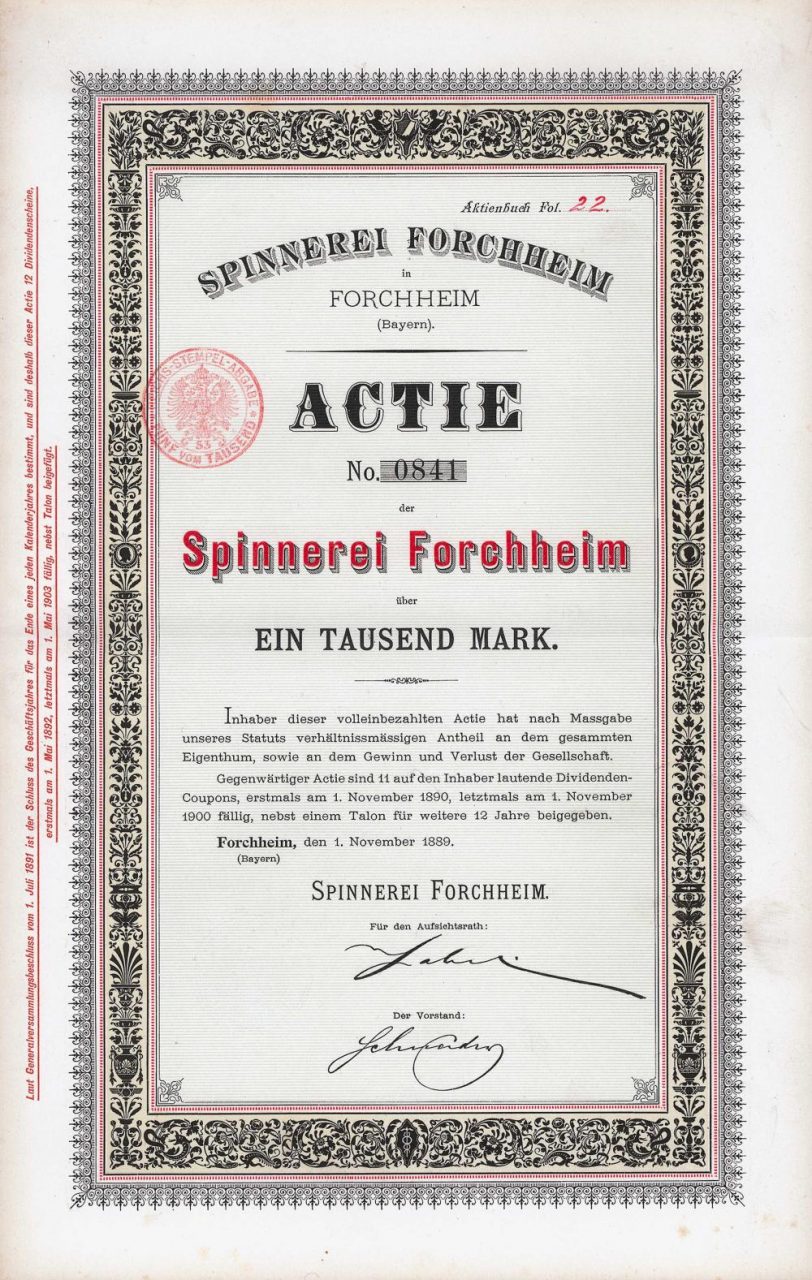 Aktienbuch Fol. 22.
SPINNEREI FORCHHEIM
in
FORCHHEIM
(Bayern).
ACTIE
No. 0841
der
Spinnerei Forchheim
über
EIN TAUSEND MARK.
Inhaber dieser volleinbezahlten Actie hat nach Massgabe
unseres Statuts verhältnissmässigen Antheil an dem gesammten
Eigenthum, sowie an dem Gewinn und Verlust der Gesellschaft.
Gegenwärtiger Actie sind 11 auf den Inhaber lautende Dividenden-
Coupons, erstmals am 1. November 1890, letztmals am 1. November
1900 fällig, nebst einem Talon für weitere 12 Jahre beigegeben.
Forchheim, den 1. November 1889.
(Bayern)
SPINNEREI FORCHHEIM.
Für den Aufsichtsrath:
Der Vorstand:
STEMPEL-ABGABE
53
FÜNF VOM TAUSEND
Laut Generalversammlungsbeschluss vom 1. Juli 1891 ist der Schluss des Geschäftsjahres für das Ende eines jeden Kalenderjahres bestimmt, und sind deshalb dieser Actie 12 Dividendenscheine,
erstmals am 1. Mai 1892, letztmals am 1. Mai 1903 fällig, nebst Talon beigefügt.